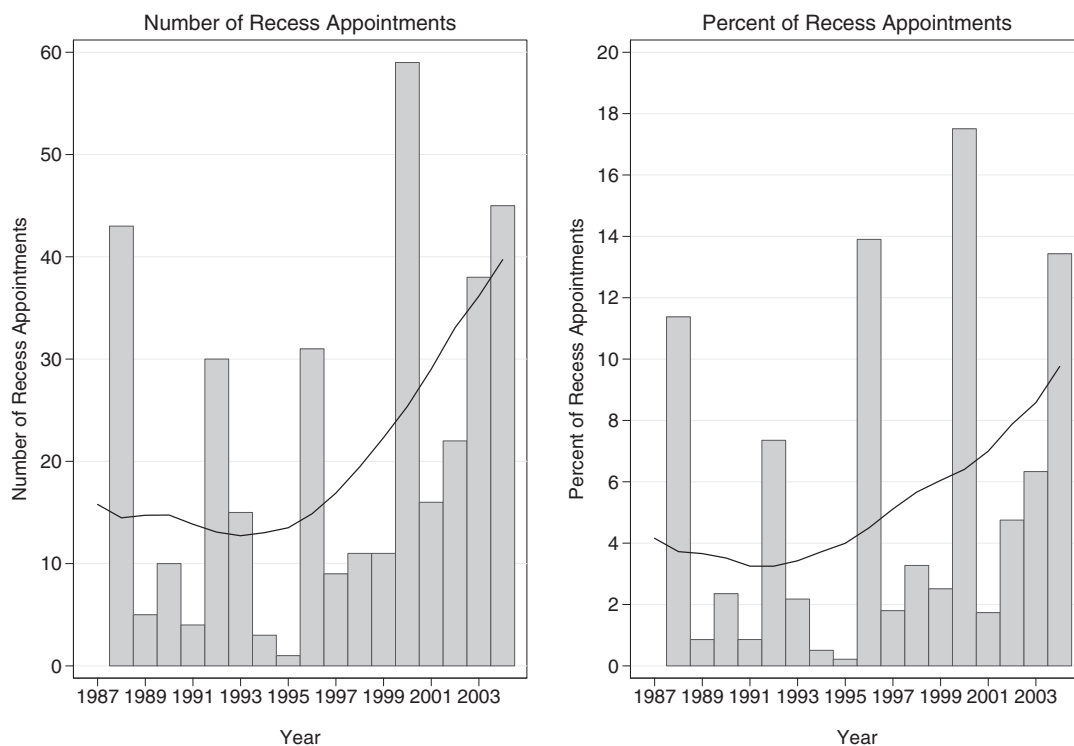 Number of Recess Appointments
Number of Recess Appointments
60
50
40
30
20
10
0
1987 1989 1991 1993 1995 1997 1999 2001 2003
Year
Percent of Recess Appointments
Percent of Recess Appointments
20
18
16
14
12
10
8
6
4
2
0
1987 1989 1991 1993 1995 1997 1999 2001 2003
Year